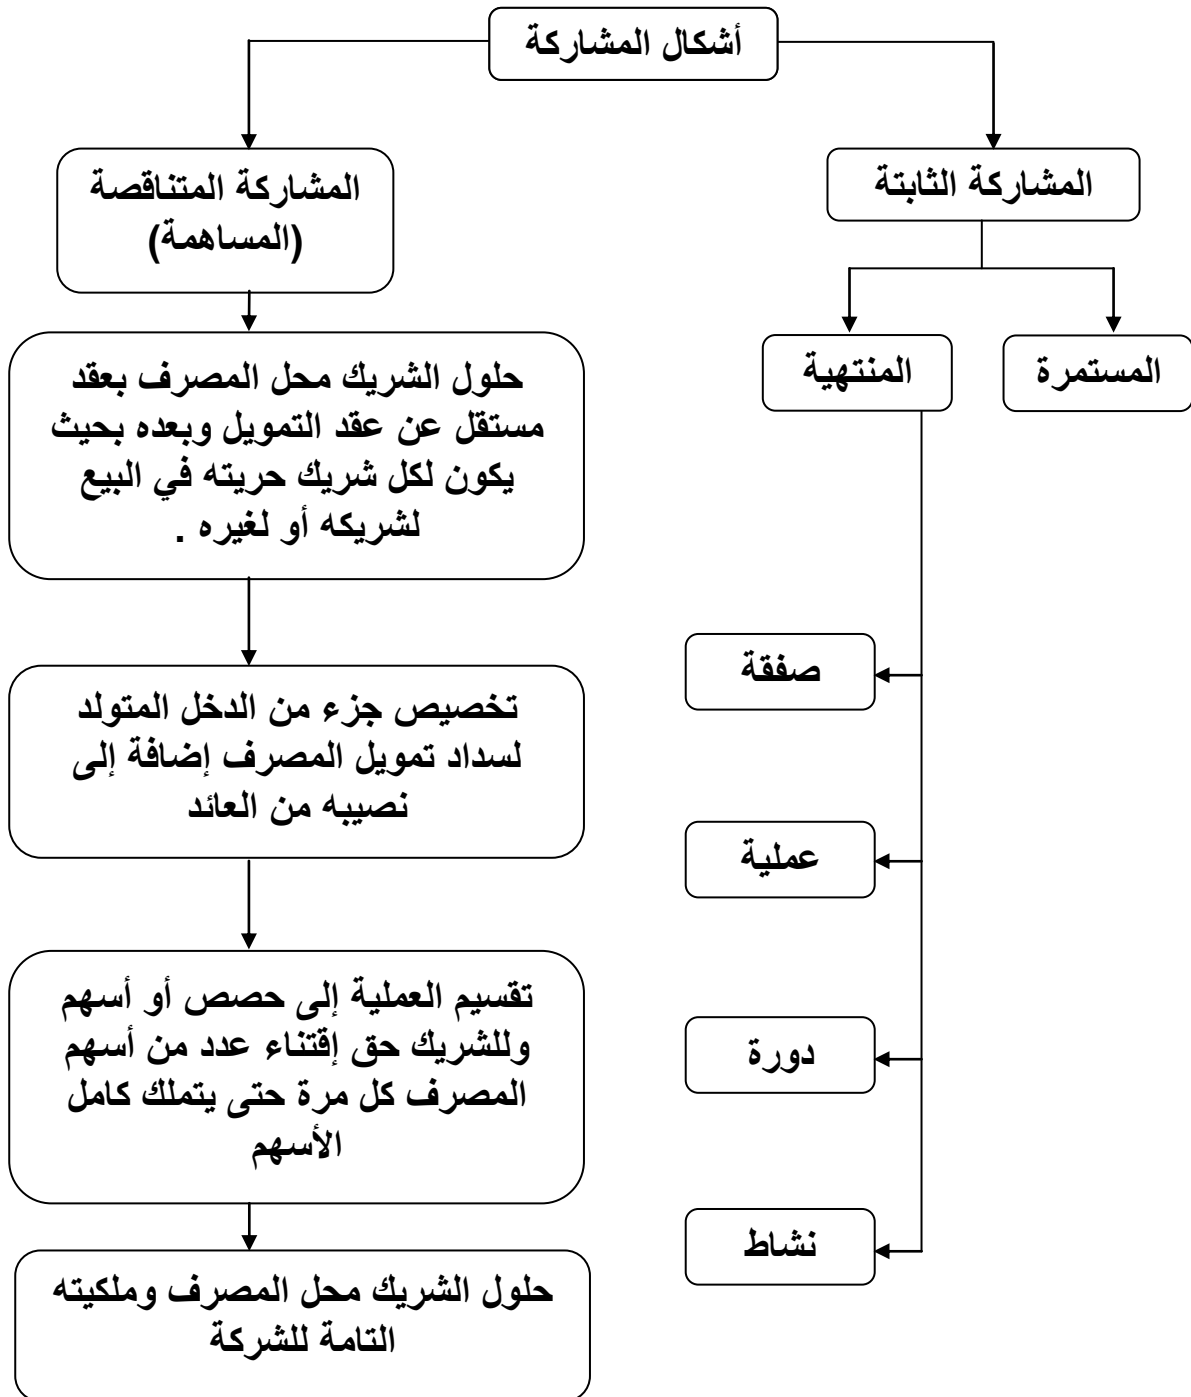 أشكال المشاركة
المشاركة الثابتة
المستمرة
المنتهية
صفقة
عملية
دورة
نشاط
المشاركة المتناقصة
(المساهمة)
حلول الشريك محل المصرف بعقد
مستقل عن عقد التمويل وبعده بحيث
يكون لكل شريك حريته في البيع
لشريكه أو لغيره .
تخصيص جزء من الدخل المتولد
لسداد تمويل المصرف إضافة إلى
نصيبه من العائد
تقسيم العملية إلى حصص أو أسهم
وللشريك حق إقتناء عدد من أسهم
المصرف كل مرة حتى يتملك كامل
الأسهم
حلول الشريك محل المصرف وملكيته
التامة للشركة